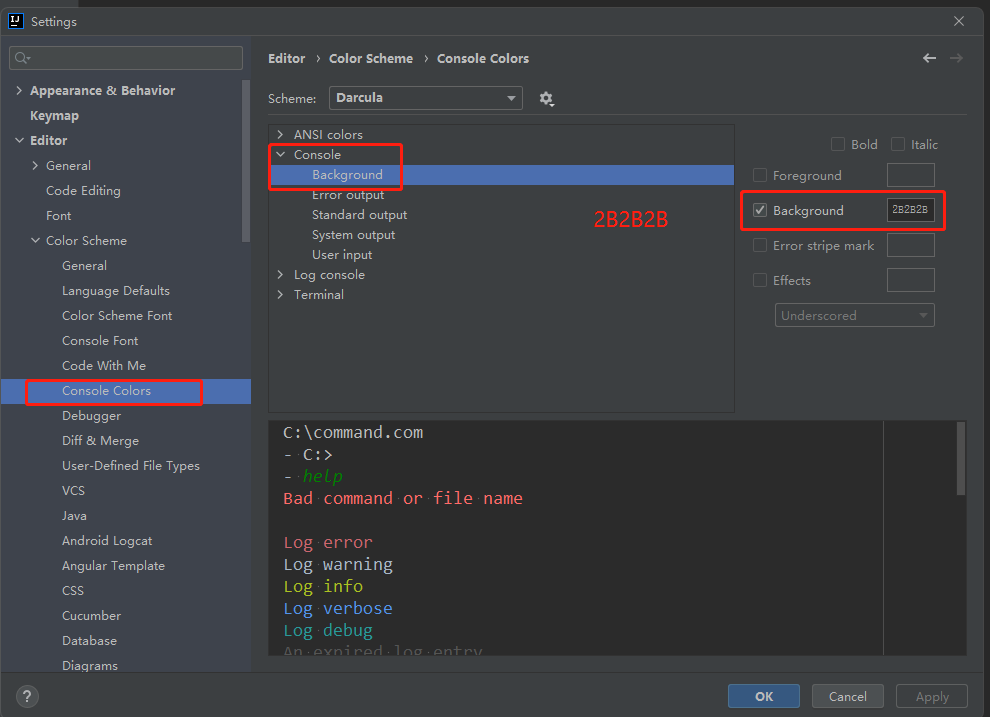 IJ
Settings
Appearance & Behavior
Keymap
Editor
General
Code Editing
Font
Color Scheme
General
Language Defaults
Color Scheme Font
Console Font
Code With Me
Console Colors
Debugger
Diff & Merge
User-Defined File Types
VCS
Java
Android Logcat
Angular Template
CSS
Cucumber
Database
Diagrams
Editor › Color Scheme › Console Colors
Scheme: Darcula
ANSI colors
Console
Background
Error output
Standard output
System output
User input
Log console
Terminal
2B2B2B
Bold Italic
Foreground
Background 2B2B2B
Error stripe mark
Effects
Underscored
C:\command.com
- C:>
- help
Bad command or file name
Log error
Log warning
Log info
Log verbose
Log debug
An expired log entry
?
OK Cancel Apply